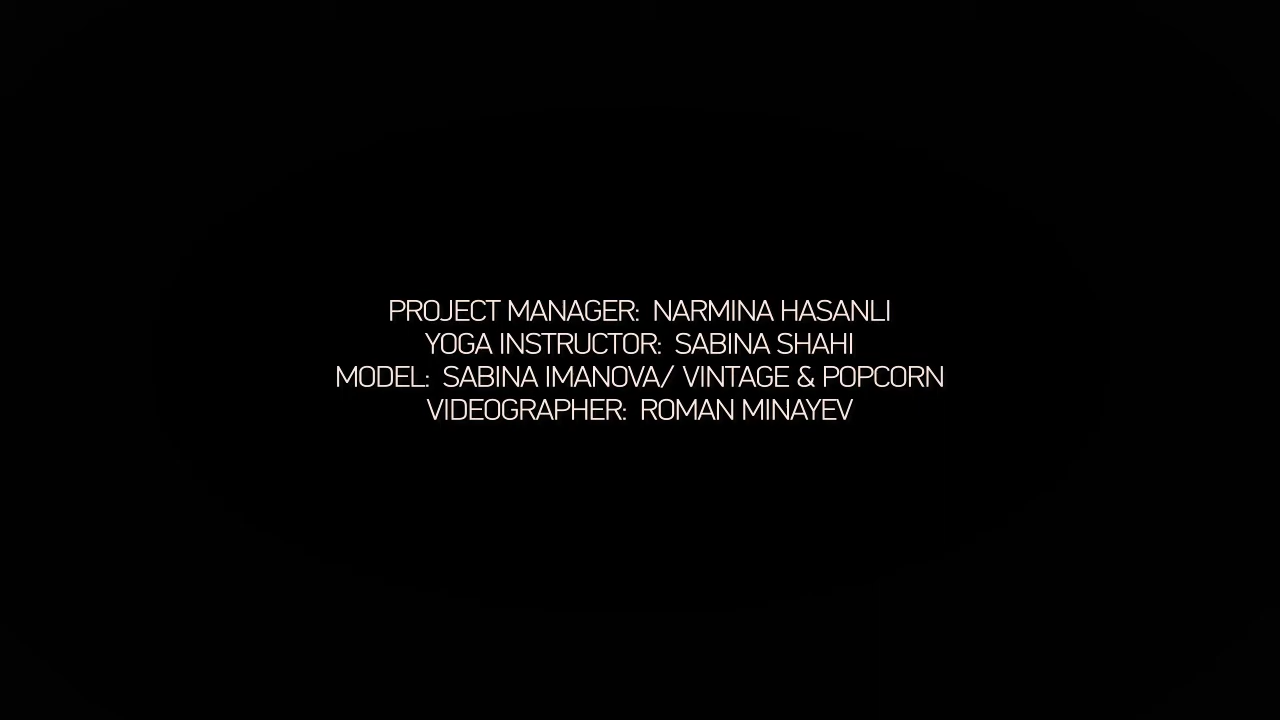 PROJECT MANAGER: NARMINA HASANLI
YOGA INSTRUCTOR: SABINA SHAHI
MODEL: SABINA IMANOVA/ VINTAGE & POPCORN
VIDEOGRAPHER: ROMAN MINAYEV